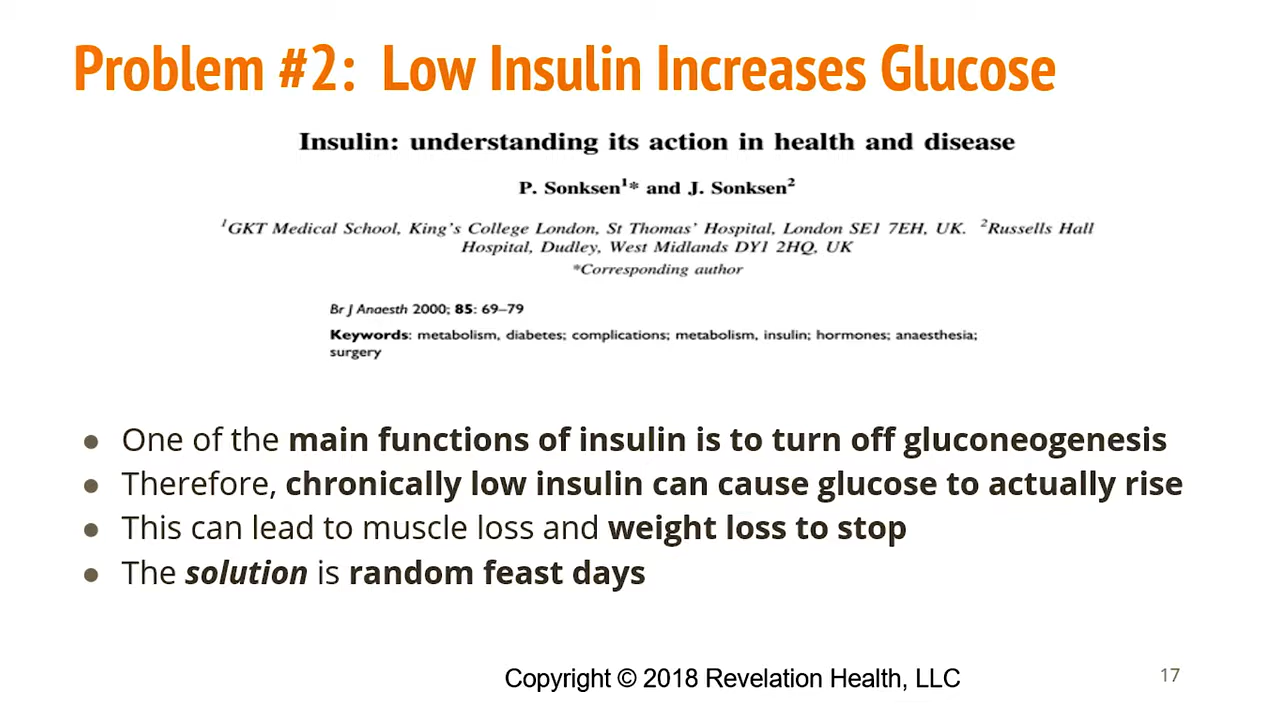 Problem #2: Low Insulin Increases Glucose
Insulin: understanding its action in health and disease
P. Sonksen1* and J. Sonksen2
1GKT Medical School, King's College London, St Thomas' Hospital, London SE1 7EH, UK. 2Russells Hall
Hospital, Dudley, West Midlands DY1 2HQ, UK
*Corresponding author
Br J Anaesth 2000; 85: 69–79
Keywords: metabolism, diabetes; complications; metabolism, insulin; hormones; anaesthesia;
surgery
● One of the main functions of insulin is to turn off gluconeogenesis
● Therefore, chronically low insulin can cause glucose to actually rise
● This can lead to muscle loss and weight loss to stop
● The solution is random feast days
Copyright © 2018 Revelation Health, LLC
17